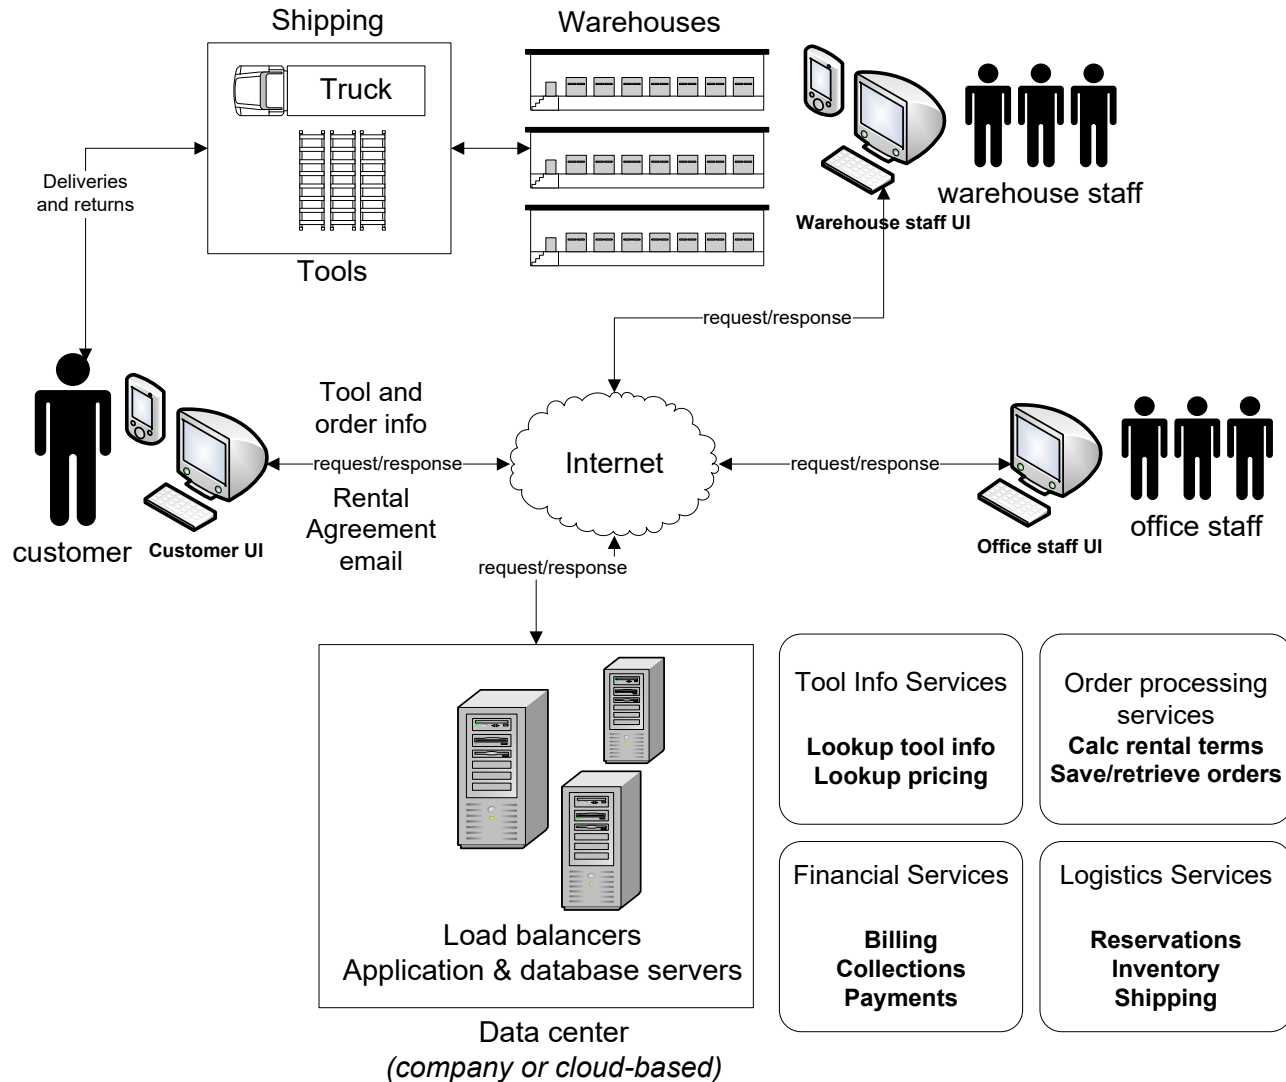 Shipping
Warehouses
Truck
Tools
Deliveries
and returns
warehouse staff
Warehouse staff UI
request/response
customer
Customer UI
Tool and
order info
request/response
Rental
Agreement
email
Internet
request/response
office staff
Office staff UI
request/response
Load balancers
Application & database servers
Data center
(company or cloud-based)
Tool Info Services
Lookup tool info
Lookup pricing
Order processing
services
Calc rental terms
Save/retrieve orders
Financial Services
Billing
Collections
Payments
Logistics Services
Reservations
Inventory
Shipping